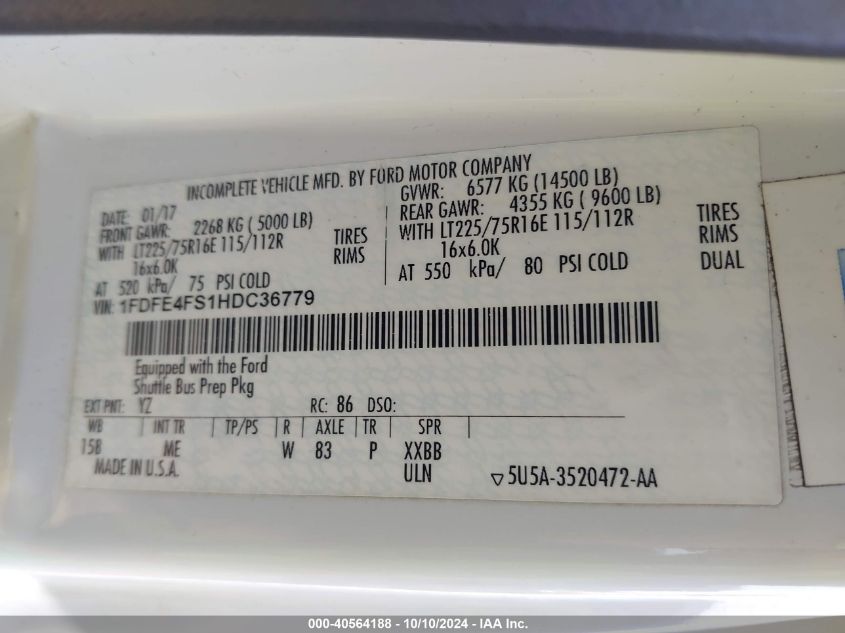 INCOMPLETE VEHICLE MFD. BY FORD MOTOR COMPANY
DATE: 01/17 GVWR: 6577 KG (14500 LB)
FRONT GAWR: 2268 KG ( 5000 LB) REAR GAWR: 4355 KG ( 9600 LB)
WITH LT225/75R16E 115/112R TIRES WITH LT225/75R16E 115/112R TIRES
16x6.0K RIMS 16x6.0K RIMS
AT 520 kPa/ 75 PSI COLD AT 550 kPa/ 80 PSI COLD DUAL
VIN: 1FDFE4FS1HDC36779
Equipped with the Ford
Shuttle Bus Prep Pkg
EXT PNT: YZ RC: 86 DSO:
WB | INT TR | TP/PS | R | AXLE | TR | SPR |
158 ME W 83 P XXBB
MADE IN U.S.A. ULN ▽5U5A-3520472-AA
000-40564188 - 10/10/2024 - IAA Inc.